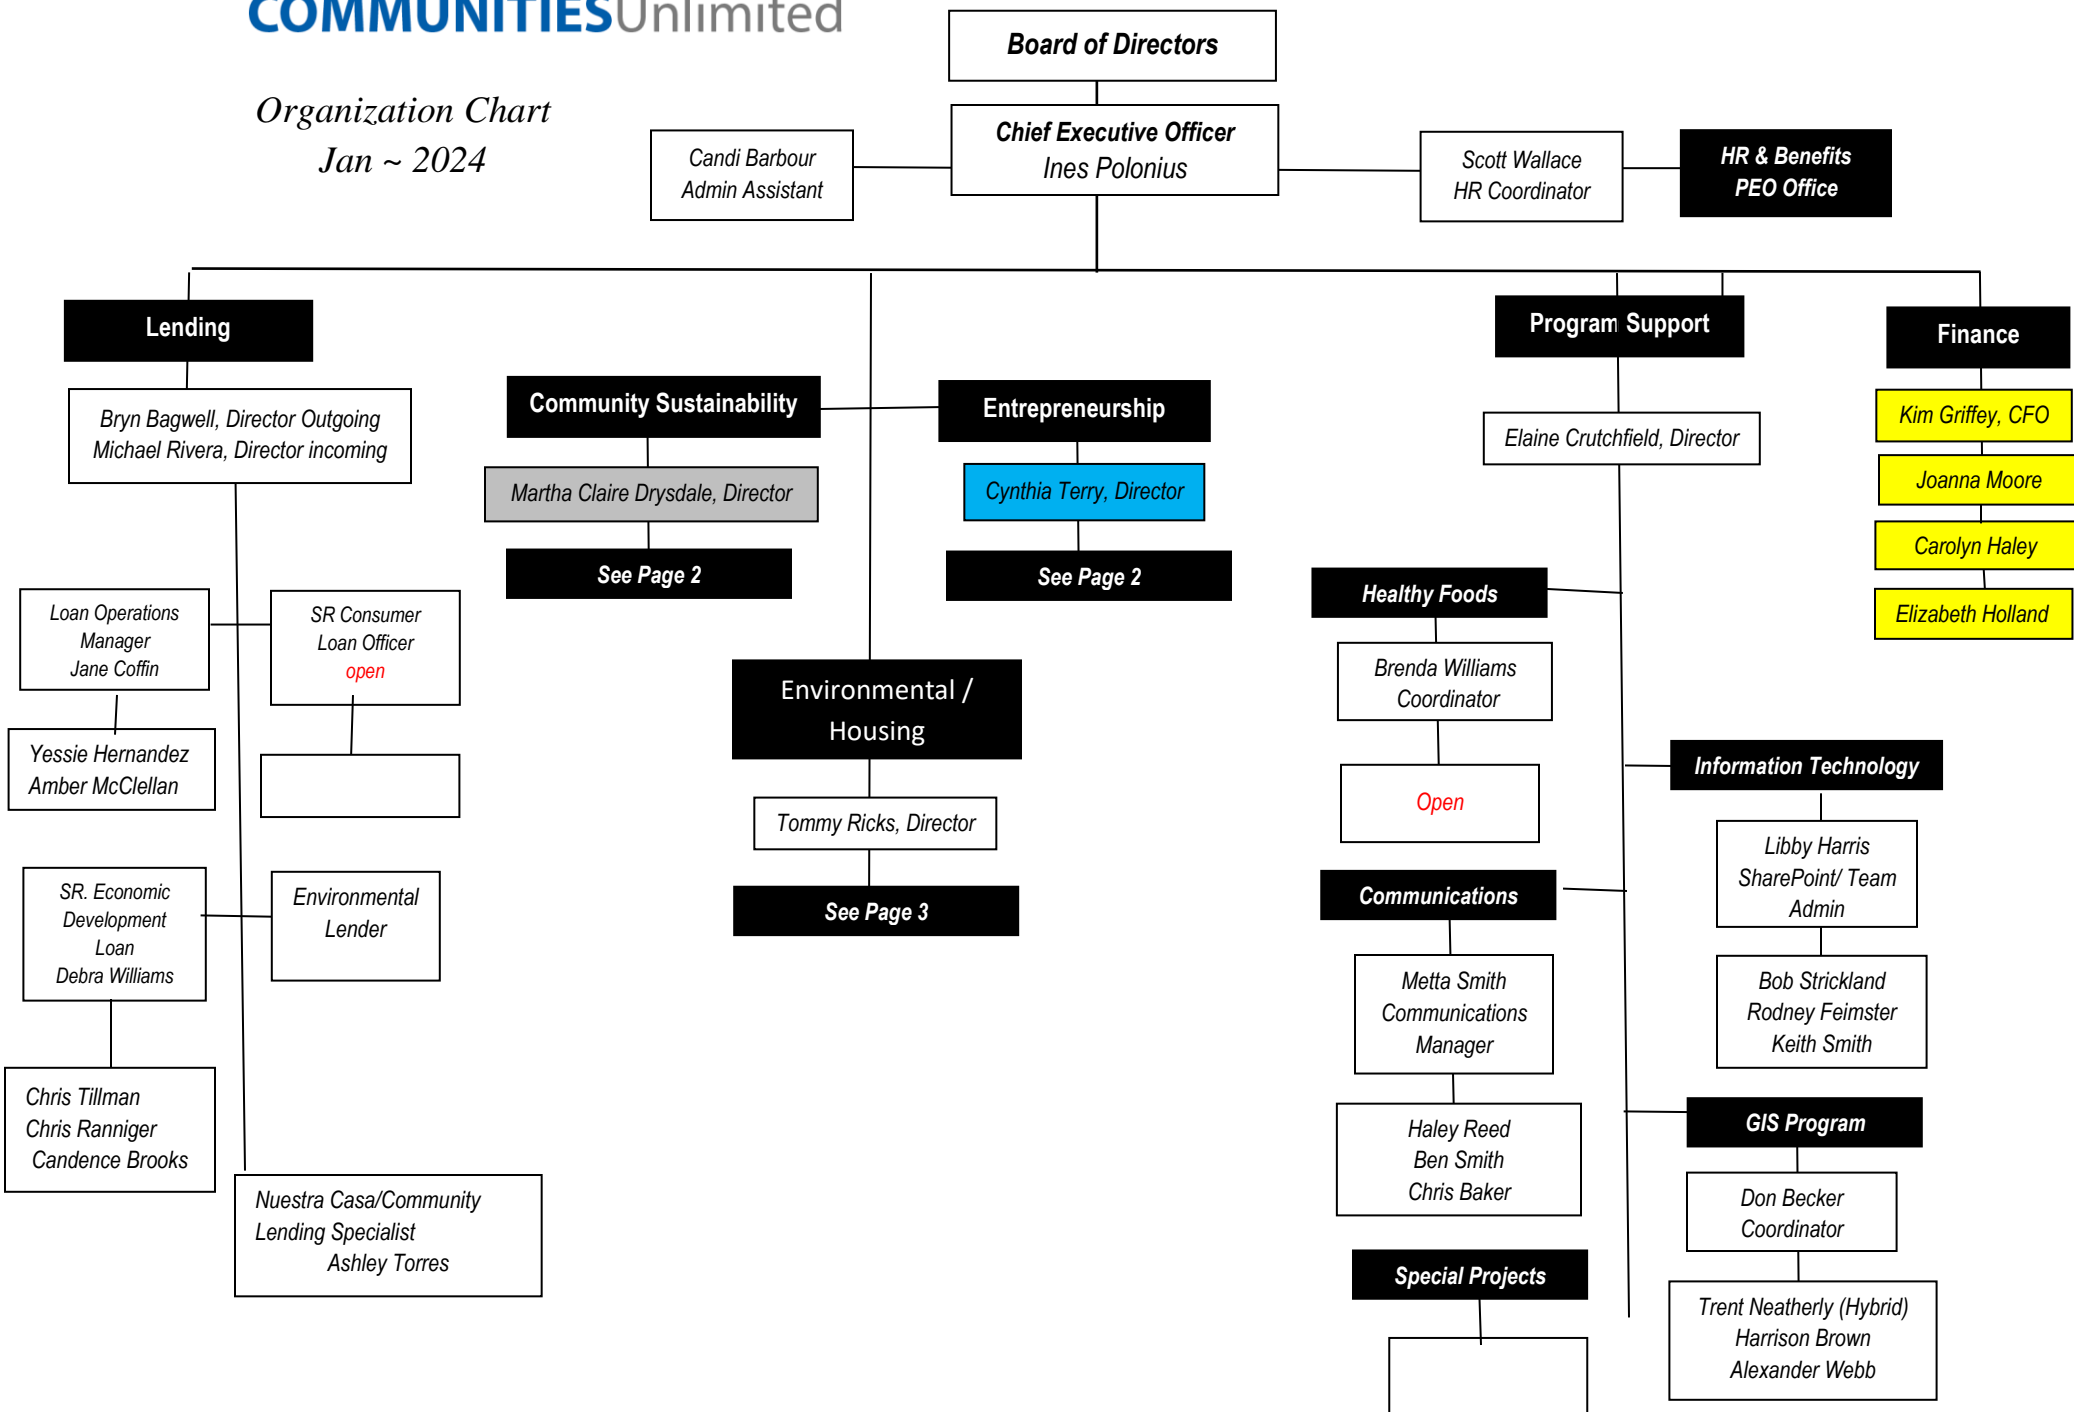 COMMUNITIESUnlimited
Organization Chart
Jan ~ 2024
Board of Directors
Chief Executive Officer
Ines Polonius
Candi Barbour
Admin Assistant
Scott Wallace
HR Coordinator
HR & Benefits
PEO Office
Lending
Bryn Bagwell, Director Outgoing
Michael Rivera, Director incoming
Loan Operations
Manager
Jane Coffin
SR Consumer
Loan Officer
open
Yessie Hernandez
Amber McClellan
SR. Economic
Development
Loan
Debra Williams
Environmental
Lender
Chris Tillman
Chris Ranniger
Candence Brooks
Nuestra Casa/Community
Lending Specialist
Ashley Torres
Community Sustainability
Martha Claire Drysdale, Director
See Page 2
Entrepreneurship
Cynthia Terry, Director
See Page 2
Environmental /
Housing
Tommy Ricks, Director
See Page 3
Program Support
Elaine Crutchfield, Director
Healthy Foods
Brenda Williams
Coordinator
Open
Communications
Metta Smith
Communications
Manager
Haley Reed
Ben Smith
Chris Baker
Special Projects
Information Technology
Libby Harris
SharePoint/ Team
Admin
Bob Strickland
Rodney Feimster
Keith Smith
GIS Program
Don Becker
Coordinator
Trent Neatherly (Hybrid)
Harrison Brown
Alexander Webb
Finance
Kim Griffey, CFO
Joanna Moore
Carolyn Haley
Elizabeth Holland